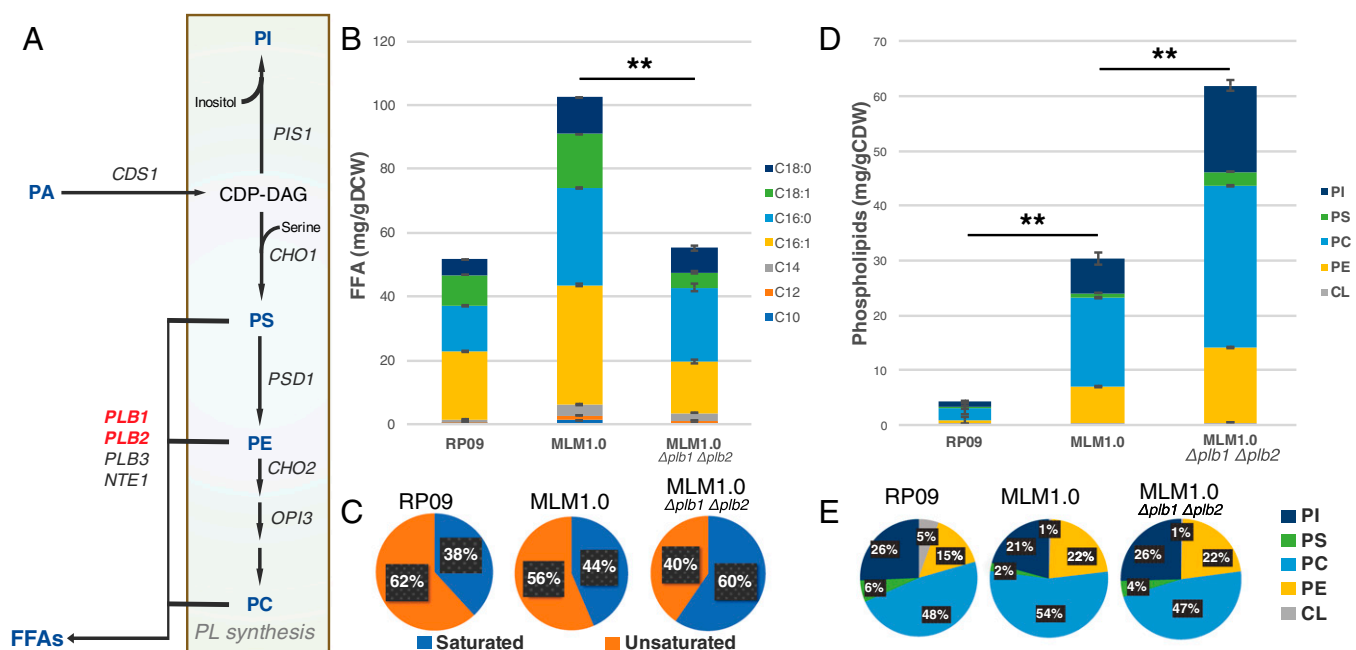 A
PI
Inositol
PIS1
CDS1
PA
CDP-DAG
Serine
CHO1
PS
PSD1
PLB1
PLB2
PLB3
NTE1
PE
CHO2
OPI3
PC
FFAs
PL synthesis
B
120
100
80
60
40
20
0
FFA (mg/gDCW)
**
RP09
MLM1.0
MLM1.0
Δplb1 Δplb2
C18:0
C18:1
C16:0
C16:1
C14
C12
C10
C
RP09
MLM1.0
MLM1.0
Δplb1 Δplb2
38%
62%
44%
56%
40%
60%
Saturated
Unsaturated
D
70
60
50
40
30
20
10
0
Phospholipids (mg/gCDW)
**
**
RP09
MLM1.0
MLM1.0
Δplb1 Δplb2
PI
PS
PC
PE
CL
E
RP09
MLM1.0
MLM1.0
Δplb1 Δplb2
26%
5%
15%
6%
48%
21%
1%
22%
2%
54%
26%
1%
22%
4%
47%
PI
PS
PC
PE
CL